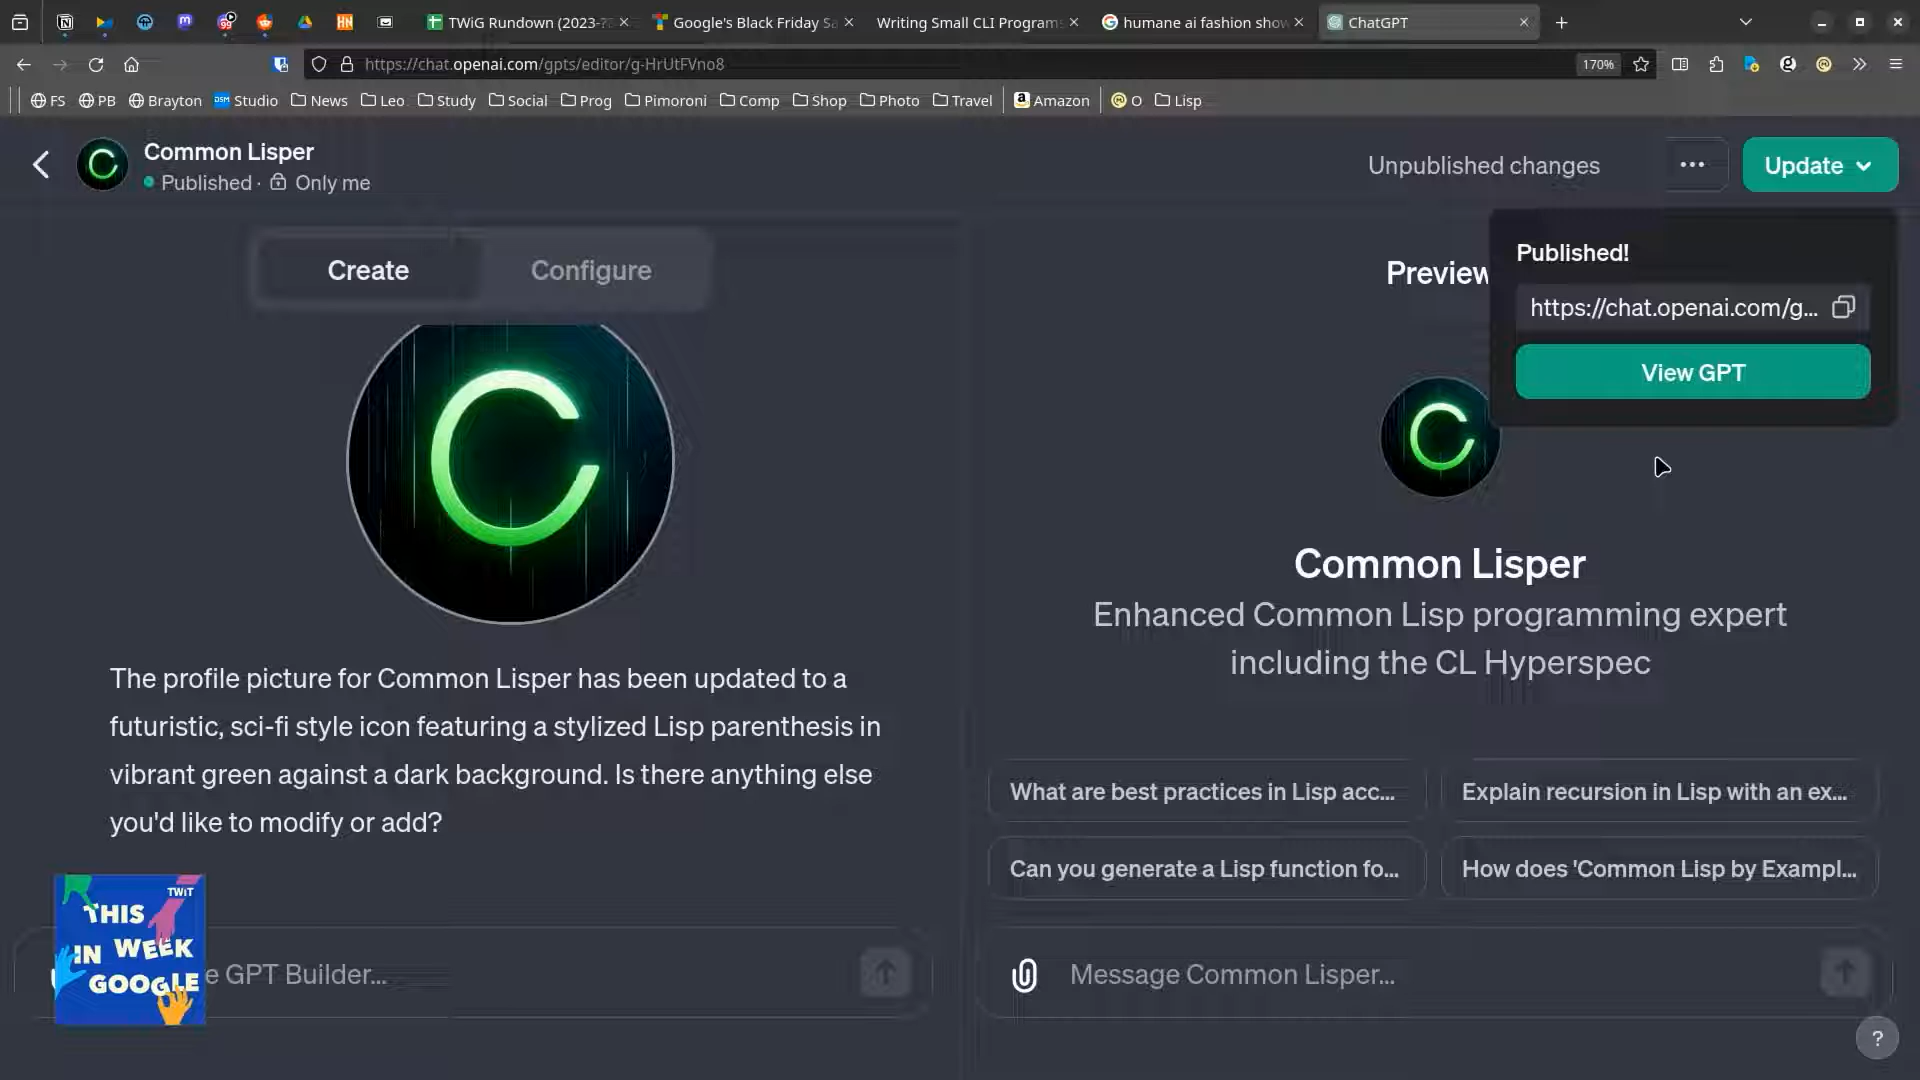 TWiG Rundown (2023-?
Google's Black Friday Sa
Writing Small CLI Programs
humane ai fashion show
ChatGPT
https://chat.openai.com/gpts/editor/g-HrUtFVno8
170%
FS
PB
Brayton
DSM Studio
News
Leo
Study
Social
Prog
Pimoroni
Comp
Shop
Photo
Travel
Amazon
O
Lisp
Common Lisper
Published · Only me
Unpublished changes
...
Update
Create
Configure
Preview
Published!
https://chat.openai.com/g...
View GPT
C
The profile picture for Common Lisper has been updated to a
futuristic, sci-fi style icon featuring a stylized Lisp parenthesis in
vibrant green against a dark background. Is there anything else
you'd like to modify or add?
Common Lisper
Enhanced Common Lisp programming expert
including the CL Hyperspec
What are best practices in Lisp acc...
Explain recursion in Lisp with an ex...
Can you generate a Lisp function fo...
How does 'Common Lisp by Exampl...
e GPT Builder...
Message Common Lisper...
TWiT
THIS
IN WEEK
GOOGLE
?